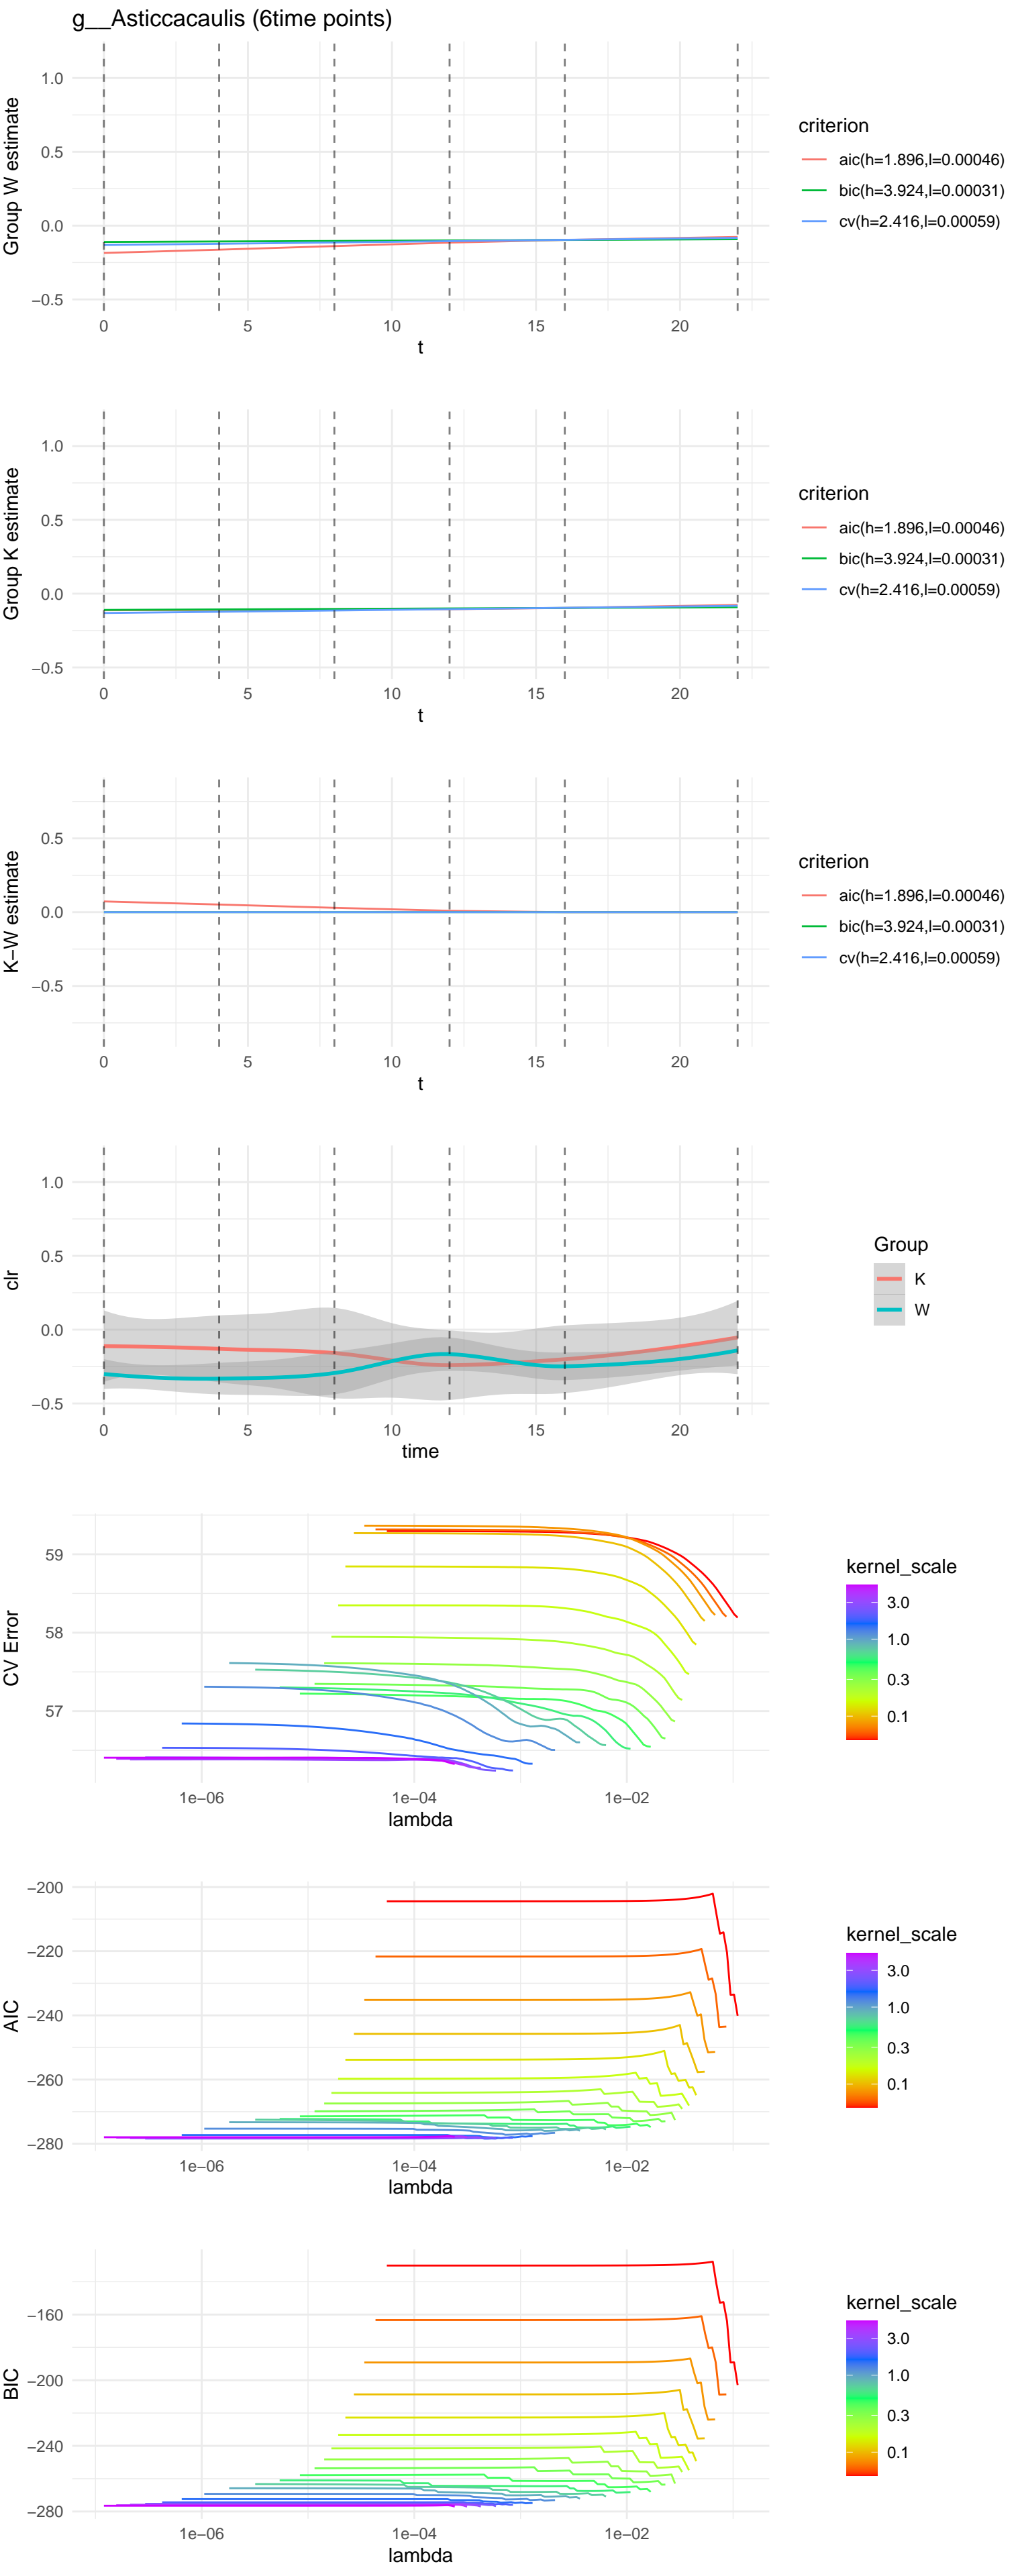 g__Asticcacaulis (6time points)
Group W estimate
1.0
0.5
0.0
−0.5
0 5 10 15 20
t
criterion
aic(h=1.896,l=0.00046)
bic(h=3.924,l=0.00031)
cv(h=2.416,l=0.00059)
Group K estimate
1.0
0.5
0.0
−0.5
0 5 10 15 20
t
criterion
aic(h=1.896,l=0.00046)
bic(h=3.924,l=0.00031)
cv(h=2.416,l=0.00059)
K−W estimate
0.5
0.0
−0.5
0 5 10 15 20
t
criterion
aic(h=1.896,l=0.00046)
bic(h=3.924,l=0.00031)
cv(h=2.416,l=0.00059)
clr
1.0
0.5
0.0
−0.5
0 5 10 15 20
time
Group
K
W
CV Error
59
58
57
1e−06 1e−04 1e−02
lambda
kernel_scale
3.0
1.0
0.3
0.1
AIC
−200
−220
−240
−260
−280
1e−06 1e−04 1e−02
lambda
kernel_scale
3.0
1.0
0.3
0.1
BIC
−160
−200
−240
−280
1e−06 1e−04 1e−02
lambda
kernel_scale
3.0
1.0
0.3
0.1